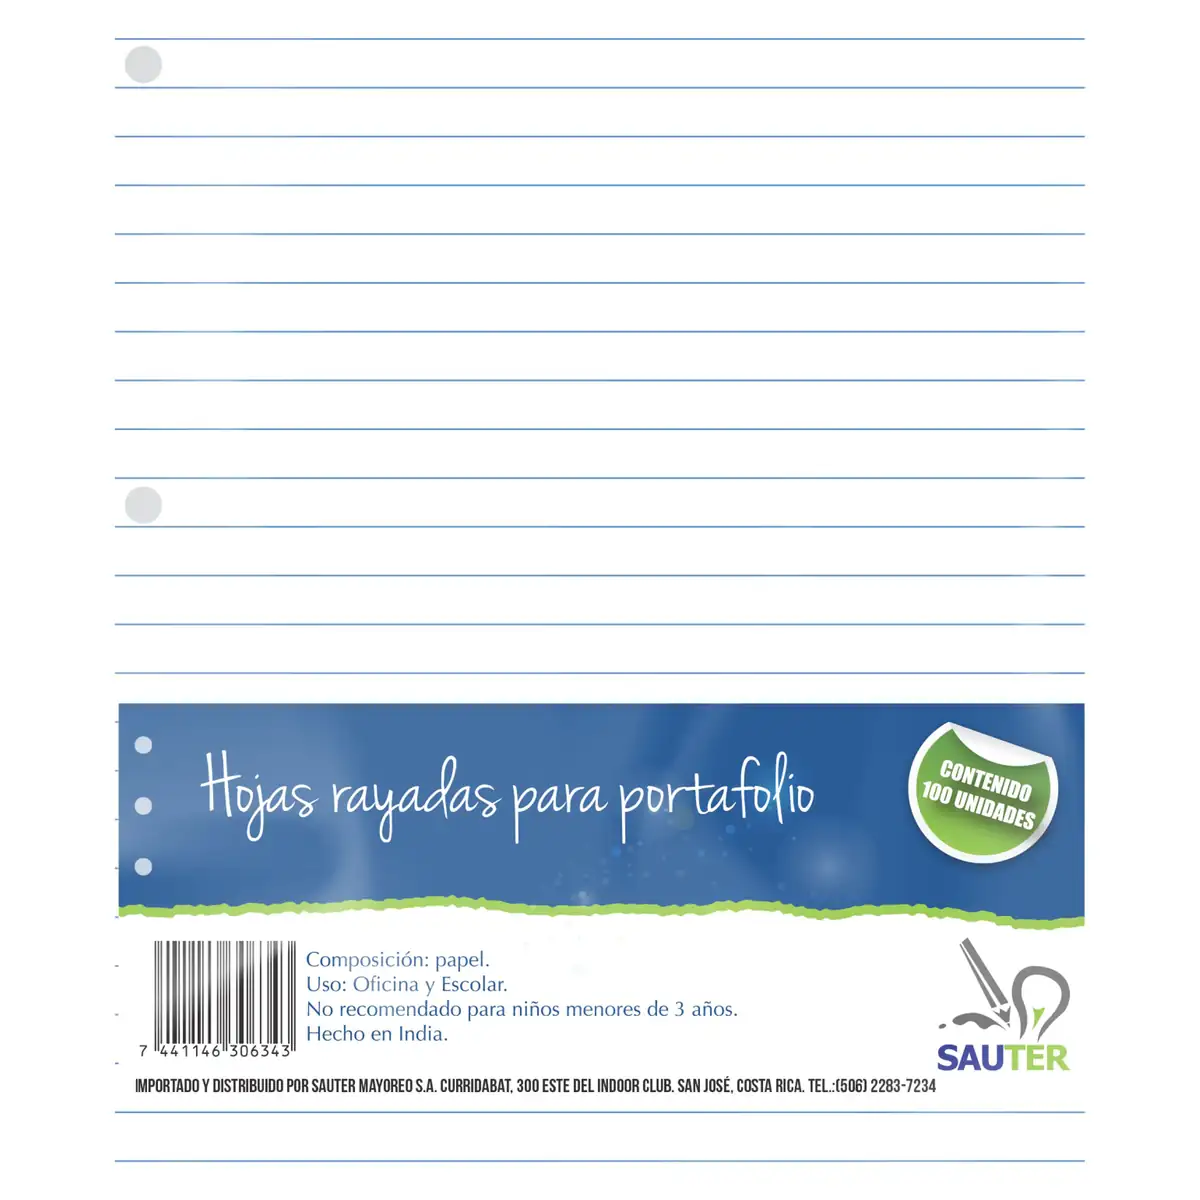 Hojas rayadas para portafolio
CONTENIDO
100 UNIDADES
Composición: papel.
Uso: Oficina y Escolar.
No recomendado para niños menores de 3 años.
Hecho en India.
7 441146 306343
SAUTER
IMPORTADO Y DISTRIBUIDO POR SAUTER MAYOREO S.A. CURRIDABAT, 300 ESTE DEL INDOOR CLUB. SAN JOSÉ, COSTA RICA. TEL.:(506) 2283-7234